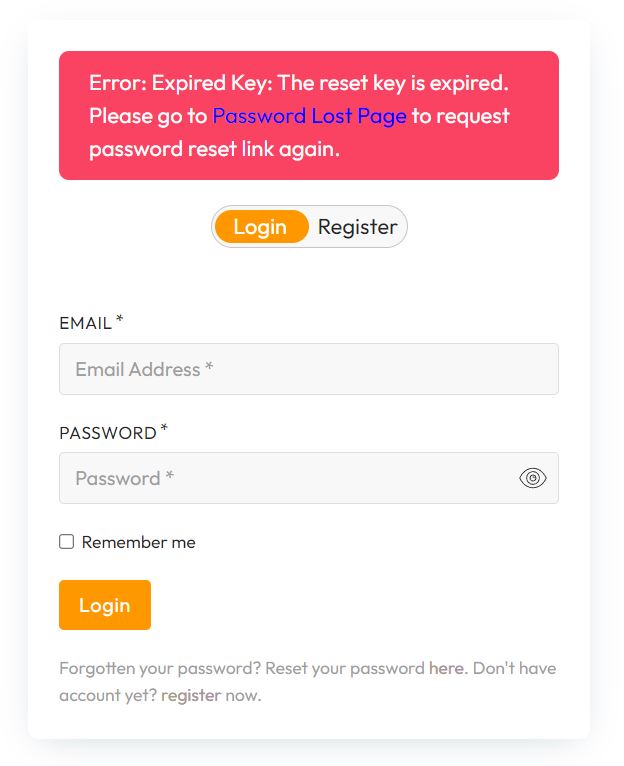 Error: Expired Key: The reset key is expired.
Please go to Password Lost Page to request
password reset link again.
Login Register
EMAIL *
Email Address *
PASSWORD *
Password *
Remember me
Login
Forgotten your password? Reset your password here. Don't have
account yet? register now.